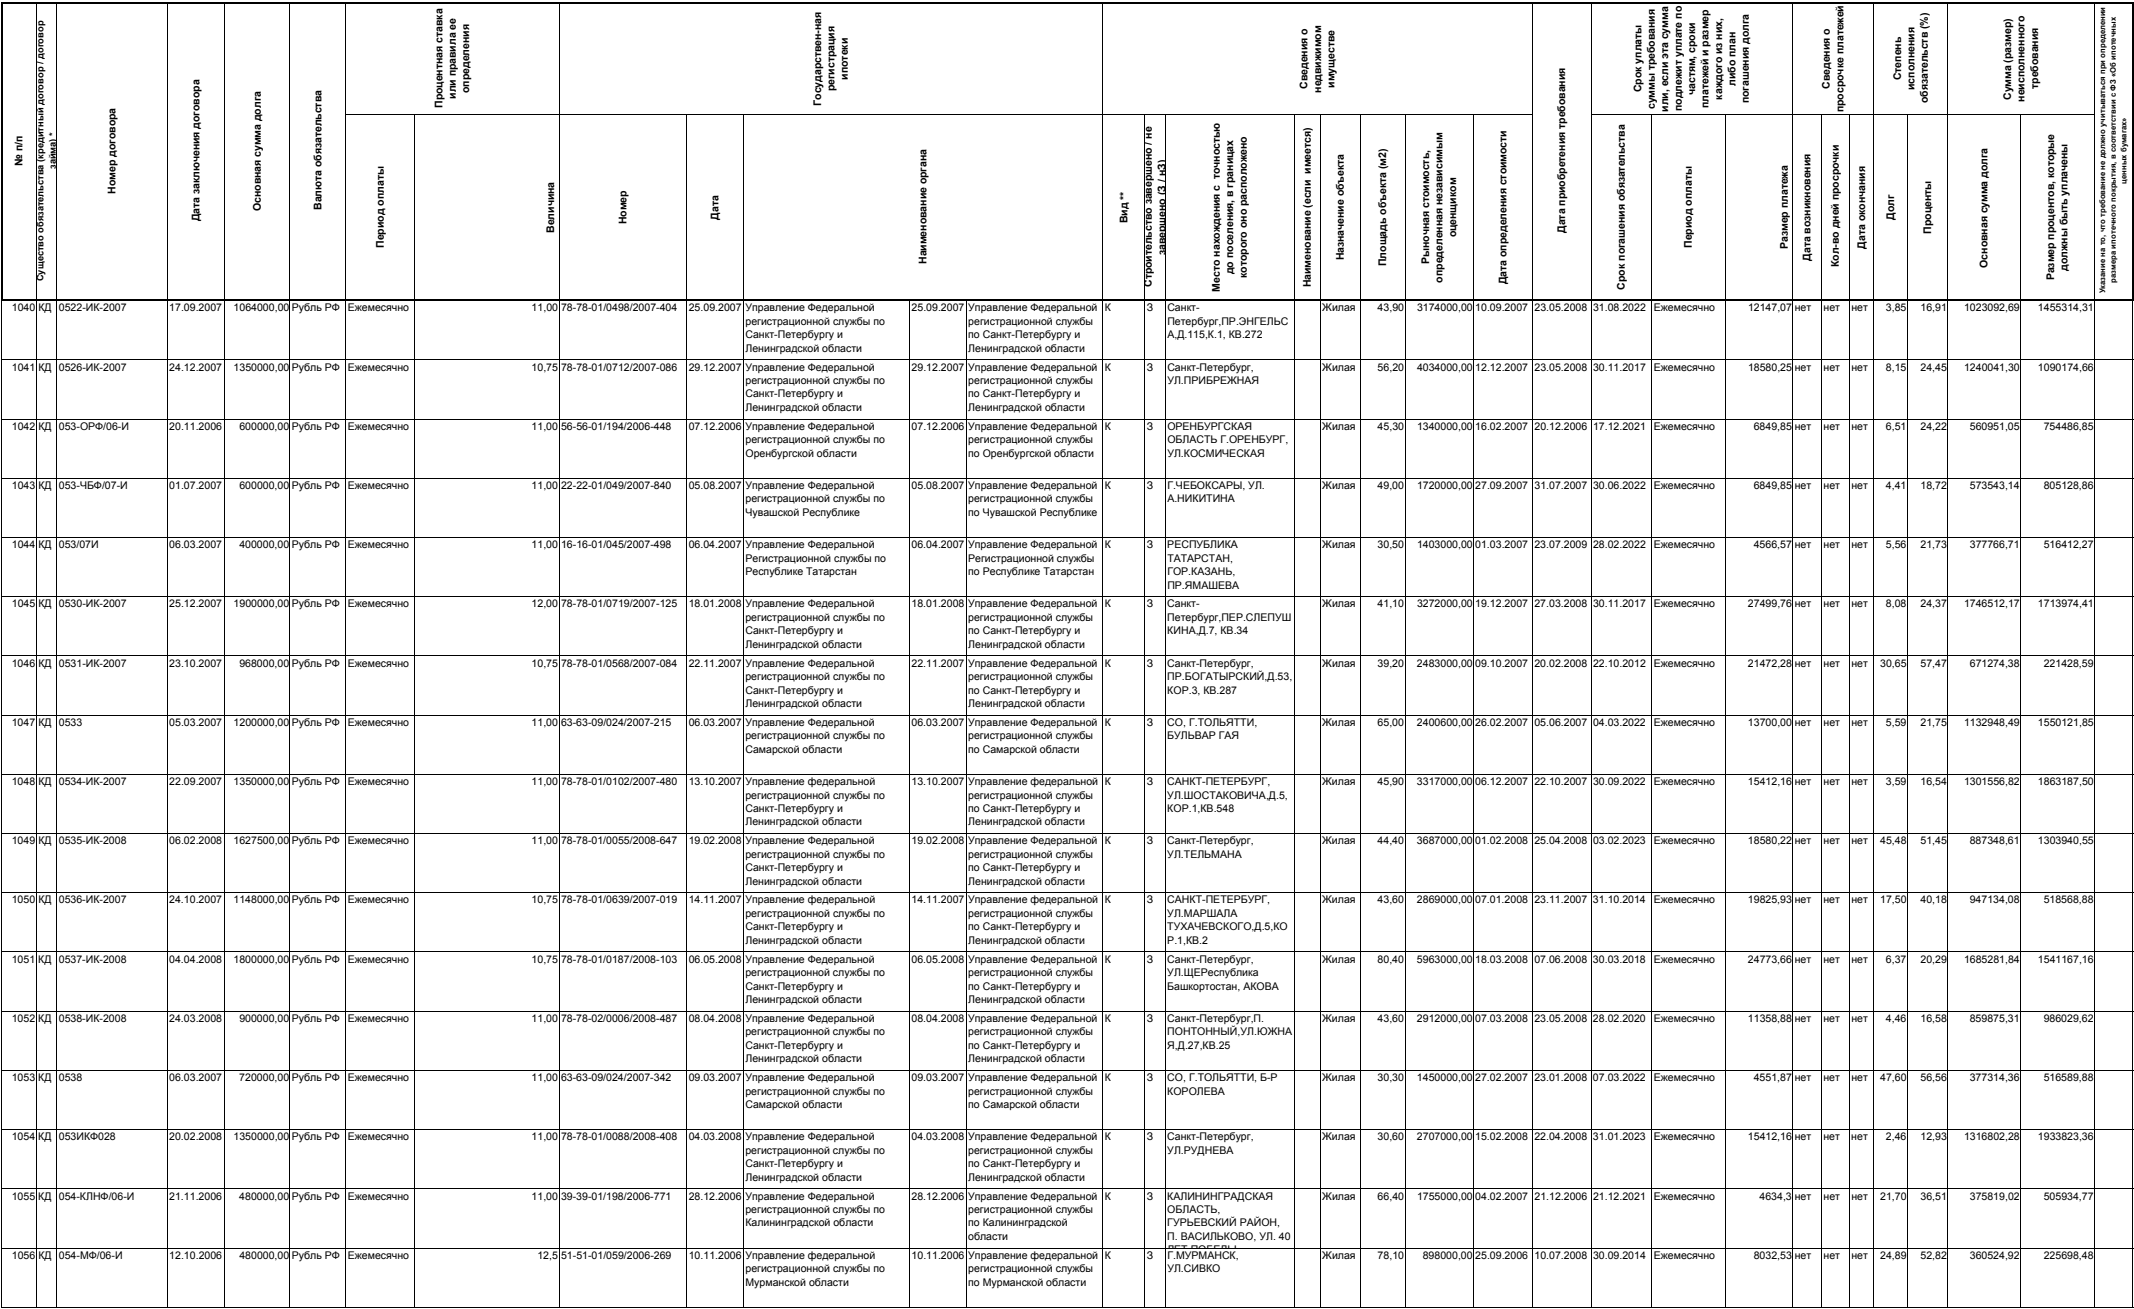 № п/п
Существо обязательства (кредитный договор / договор займа) *
Номер договора
Дата заключения договора
Основная сумма долга
Валюта обязательства
Процентная ставка или правила ее определения
Период оплаты
Величина
Государствен-ная регистрация ипотеки
Номер
Дата
Наименование органа
Сведения о недвижимом имуществе
Вид **
Строительство завершено / не завершено (З / нЗ)
Место нахождения с точностью до поселения, в границах которого оно расположено
Наименование (если имеется)
Назначение объекта
Площадь объекта (м2)
Рыночная стоимость, определенная независимым оценщиком
Дата определения стоимости
Дата приобретения требования
Срок уплаты суммы требования или, если эта сумма подлежит уплате по частям, сроки платежей и размер каждого из них, либо план погашения долга
Срок погашения обязательства
Период оплаты
Размер платежа
Сведения о просрочке платежей
Дата возникновения
Кол-во дней просрочки
Дата окончания
Степень исполнения обязательств (%)
Долг
Проценты
Сумма (размер) неисполненного требования
Основная сумма долга
Размер процентов, которые должны быть уплачены
Указание на то, что требование не должно учитываться при определении размера ипотечного покрытия, в соответствии с ФЗ «Об ипотечных ценных бумагах»
1040 КД 0522-ИК-2007 17.09.2007 1064000,00 Рубль РФ Ежемесячно 11,00 78-78-01/0498/2007-404 25.09.2007 Управление Федеральной регистрационной службы по Санкт-Петербургу и Ленинградской области 25.09.2007 Управление Федеральной регистрационной службы по Санкт-Петербургу и Ленинградской области К З Санкт-Петербург,ПР.ЭНГЕЛЬСА,Д.115,К.1, КВ.272 Жилая 43,90 3174000,00 10.09.2007 23.05.2008 31.08.2022 Ежемесячно 12147,07 нет нет нет 3,85 16,91 1023092,69 1455314,31
1041 КД 0526-ИК-2007 24.12.2007 1350000,00 Рубль РФ Ежемесячно 10,75 78-78-01/0712/2007-086 29.12.2007 Управление Федеральной регистрационной службы по Санкт-Петербургу и Ленинградской области 29.12.2007 Управление Федеральной регистрационной службы по Санкт-Петербургу и Ленинградской области К З Санкт-Петербург, УЛ.ПРИБРЕЖНАЯ Жилая 56,20 4034000,00 12.12.2007 23.05.2008 30.11.2017 Ежемесячно 18580,25 нет нет нет 8,15 24,45 1240041,30 1090174,66
1042 КД 053-ОРФ/06-И 20.11.2006 600000,00 Рубль РФ Ежемесячно 11,00 56-56-01/194/2006-448 07.12.2006 Управление Федеральной регистрационной службы по Оренбургской области 07.12.2006 Управление Федеральной регистрационной службы по Оренбургской области К З ОРЕНБУРГСКАЯ ОБЛАСТЬ Г.ОРЕНБУРГ, УЛ.КОСМИЧЕСКАЯ Жилая 45,30 1340000,00 16.02.2007 20.12.2006 17.12.2021 Ежемесячно 6849,85 нет нет нет 6,51 24,22 560951,05 754486,85
1043 КД 053-ЧБФ/07-И 01.07.2007 600000,00 Рубль РФ Ежемесячно 11,00 22-22-01/049/2007-840 05.08.2007 Управление Федеральной регистрационной службы по Чувашской Республике 05.08.2007 Управление Федеральной регистрационной службы по Чувашской Республике К З Г.ЧЕБОКСАРЫ, УЛ. А.НИКИТИНА Жилая 49,00 1720000,00 27.09.2007 31.07.2007 30.06.2022 Ежемесячно 6849,85 нет нет нет 4,41 18,72 573543,14 805128,86
1044 КД 053/07И 06.03.2007 400000,00 Рубль РФ Ежемесячно 11,00 16-16-01/045/2007-498 06.04.2007 Управление Федеральной Регистрационной службы по Республике Татарстан 06.04.2007 Управление Федеральной Регистрационной службы по Республике Татарстан К З РЕСПУБЛИКА ТАТАРСТАН, ГОР.КАЗАНЬ, ПР.ЯМАШЕВА Жилая 30,50 1403000,00 01.03.2007 23.07.2009 28.02.2022 Ежемесячно 4566,57 нет нет нет 5,56 21,73 377766,71 516412,27
1045 КД 0530-ИК-2007 25.12.2007 1900000,00 Рубль РФ Ежемесячно 12,00 78-78-01/0719/2007-125 18.01.2008 Управление Федеральной регистрационной службы по Санкт-Петербургу и Ленинградской области 18.01.2008 Управление Федеральной регистрационной службы по Санкт-Петербургу и Ленинградской области К З Санкт-Петербург,ПЕР.СЛЕПУШКИНА,Д.7, КВ.34 Жилая 41,10 3272000,00 19.12.2007 27.03.2008 30.11.2017 Ежемесячно 27499,76 нет нет нет 8,08 24,37 1746512,17 1713974,41
1046 КД 0531-ИК-2007 23.10.2007 968000,00 Рубль РФ Ежемесячно 10,75 78-78-01/0568/2007-084 22.11.2007 Управление Федеральной регистрационной службы по Санкт-Петербургу и Ленинградской области 22.11.2007 Управление Федеральной регистрационной службы по Санкт-Петербургу и Ленинградской области К З Санкт-Петербург, ПР.БОГАТЫРСКИЙ,Д.53, КОР.3, КВ.287 Жилая 39,20 2483000,00 09.10.2007 20.02.2008 22.10.2012 Ежемесячно 21472,28 нет нет нет 30,65 57,47 671274,38 221428,59
1047 КД 0533 05.03.2007 1200000,00 Рубль РФ Ежемесячно 11,00 63-63-09/024/2007-215 06.03.2007 Управление Федеральной регистрационной службы по Самарской области 06.03.2007 Управление Федеральной регистрационной службы по Самарской области К З СО, Г.ТОЛЬЯТТИ, БУЛЬВАР ГАЯ Жилая 65,00 2400600,00 26.02.2007 05.06.2007 04.03.2022 Ежемесячно 13700,00 нет нет нет 5,59 21,75 1132948,49 1550121,85
1048 КД 0534-ИК-2007 22.09.2007 1350000,00 Рубль РФ Ежемесячно 11,00 78-78-01/0102/2007-480 13.10.2007 Управление федеральной регистрационной службы по Санкт-Петербургу и Ленинградской области 13.10.2007 Управление федеральной регистрационной службы по Санкт-Петербургу и Ленинградской области К З САНКТ-ПЕТЕРБУРГ, УЛ.ШОСТАКОВИЧА,Д.5, КОР.1,КВ.548 Жилая 45,90 3317000,00 06.12.2007 22.10.2007 30.09.2022 Ежемесячно 15412,16 нет нет нет 3,59 16,54 1301556,82 1863187,50
1049 КД 0535-ИК-2008 06.02.2008 1627500,00 Рубль РФ Ежемесячно 11,00 78-78-01/0055/2008-647 19.02.2008 Управление Федеральной регистрационной службы по Санкт-Петербургу и Ленинградской области 19.02.2008 Управление Федеральной регистрационной службы по Санкт-Петербургу и Ленинградской области К З Санкт-Петербург, УЛ.ТЕЛЬМАНА Жилая 44,40 3687000,00 01.02.2008 25.04.2008 03.02.2023 Ежемесячно 18580,22 нет нет нет 45,48 51,45 887348,61 1303940,55
1050 КД 0536-ИК-2007 24.10.2007 1148000,00 Рубль РФ Ежемесячно 10,75 78-78-01/0639/2007-019 14.11.2007 Управление федеральной регистрационной службы по Санкт-Петербургу и Ленинградской области 14.11.2007 Управление федеральной регистрационной службы по Санкт-Петербургу и Ленинградской области К З САНКТ-ПЕТЕРБУРГ, УЛ.МАРШАЛА ТУХАЧЕВСКОГО,Д.5,КОР.1,КВ.2 Жилая 43,60 2869000,00 07.01.2008 23.11.2007 31.10.2014 Ежемесячно 19825,93 нет нет нет 17,50 40,18 947134,08 518568,88
1051 КД 0537-ИК-2008 04.04.2008 1800000,00 Рубль РФ Ежемесячно 10,75 78-78-01/0187/2008-103 06.05.2008 Управление Федеральной регистрационной службы по Санкт-Петербургу и Ленинградской области 06.05.2008 Управление Федеральной регистрационной службы по Санкт-Петербургу и Ленинградской области К З Санкт-Петербург, УЛ.ЩЕРеспублика Башкортостан, АКОВА Жилая 80,40 5963000,00 18.03.2008 07.06.2008 30.03.2018 Ежемесячно 24773,66 нет нет нет 6,37 20,29 1685281,84 1541167,16
1052 КД 0538-ИК-2008 24.03.2008 900000,00 Рубль РФ Ежемесячно 11,00 78-78-02/0006/2008-487 08.04.2008 Управление Федеральной регистрационной службы по Санкт-Петербургу и Ленинградской области 08.04.2008 Управление Федеральной регистрационной службы по Санкт-Петербургу и Ленинградской области К З Санкт-Петербург,П. ПОНТОННЫЙ,УЛ.ЮЖНАЯ,Д.27,КВ.25 Жилая 43,60 2912000,00 07.03.2008 23.05.2008 28.02.2020 Ежемесячно 11358,88 нет нет нет 4,46 16,58 859875,31 986029,62
1053 КД 0538 06.03.2007 720000,00 Рубль РФ Ежемесячно 11,00 63-63-09/024/2007-342 09.03.2007 Управление Федеральной регистрационной службы по Самарской области 09.03.2007 Управление Федеральной регистрационной службы по Самарской области К З СО, Г.ТОЛЬЯТТИ, Б-Р КОРОЛЕВА Жилая 30,30 1450000,00 27.02.2007 23.01.2008 07.03.2022 Ежемесячно 4551,87 нет нет нет 47,60 56,56 377314,36 516589,88
1054 КД 053ИКФ028 20.02.2008 1350000,00 Рубль РФ Ежемесячно 11,00 78-78-01/0088/2008-408 04.03.2008 Управление Федеральной регистрационной службы по Санкт-Петербургу и Ленинградской области 04.03.2008 Управление Федеральной регистрационной службы по Санкт-Петербургу и Ленинградской области К З Санкт-Петербург, УЛ.РУДНЕВА Жилая 30,60 2707000,00 15.02.2008 22.04.2008 31.01.2023 Ежемесячно 15412,16 нет нет нет 2,46 12,93 1316802,28 1933823,36
1055 КД 054-КЛНФ/06-И 21.11.2006 480000,00 Рубль РФ Ежемесячно 11,00 39-39-01/198/2006-771 28.12.2006 Управление Федеральной регистрационной службы по Калининградской области 28.12.2006 Управление Федеральной регистрационной службы по Калининградской области К З КАЛИНИНГРАДСКАЯ ОБЛАСТЬ, ГУРЬЕВСКИЙ РАЙОН, П. ВАСИЛЬКОВО, УЛ. 40 ЛЕТ ПОБЕДЫ Жилая 66,40 1755000,00 04.02.2007 21.12.2006 21.12.2021 Ежемесячно 4634,3 нет нет нет 21,70 36,51 375819,02 505934,77
1056 КД 054-МФ/06-И 12.10.2006 480000,00 Рубль РФ Ежемесячно 12,5 51-51-01/059/2006-269 10.11.2006 Управление Федеральной регистрационной службы по Мурманской области 10.11.2006 Управление Федеральной регистрационной службы по Мурманской области К З Г.МУРМАНСК, УЛ.СИВКО Жилая 78,10 898000,00 25.09.2006 10.07.2008 30.09.2014 Ежемесячно 8032,53 нет нет нет 24,89 52,82 360524,92 225698,48